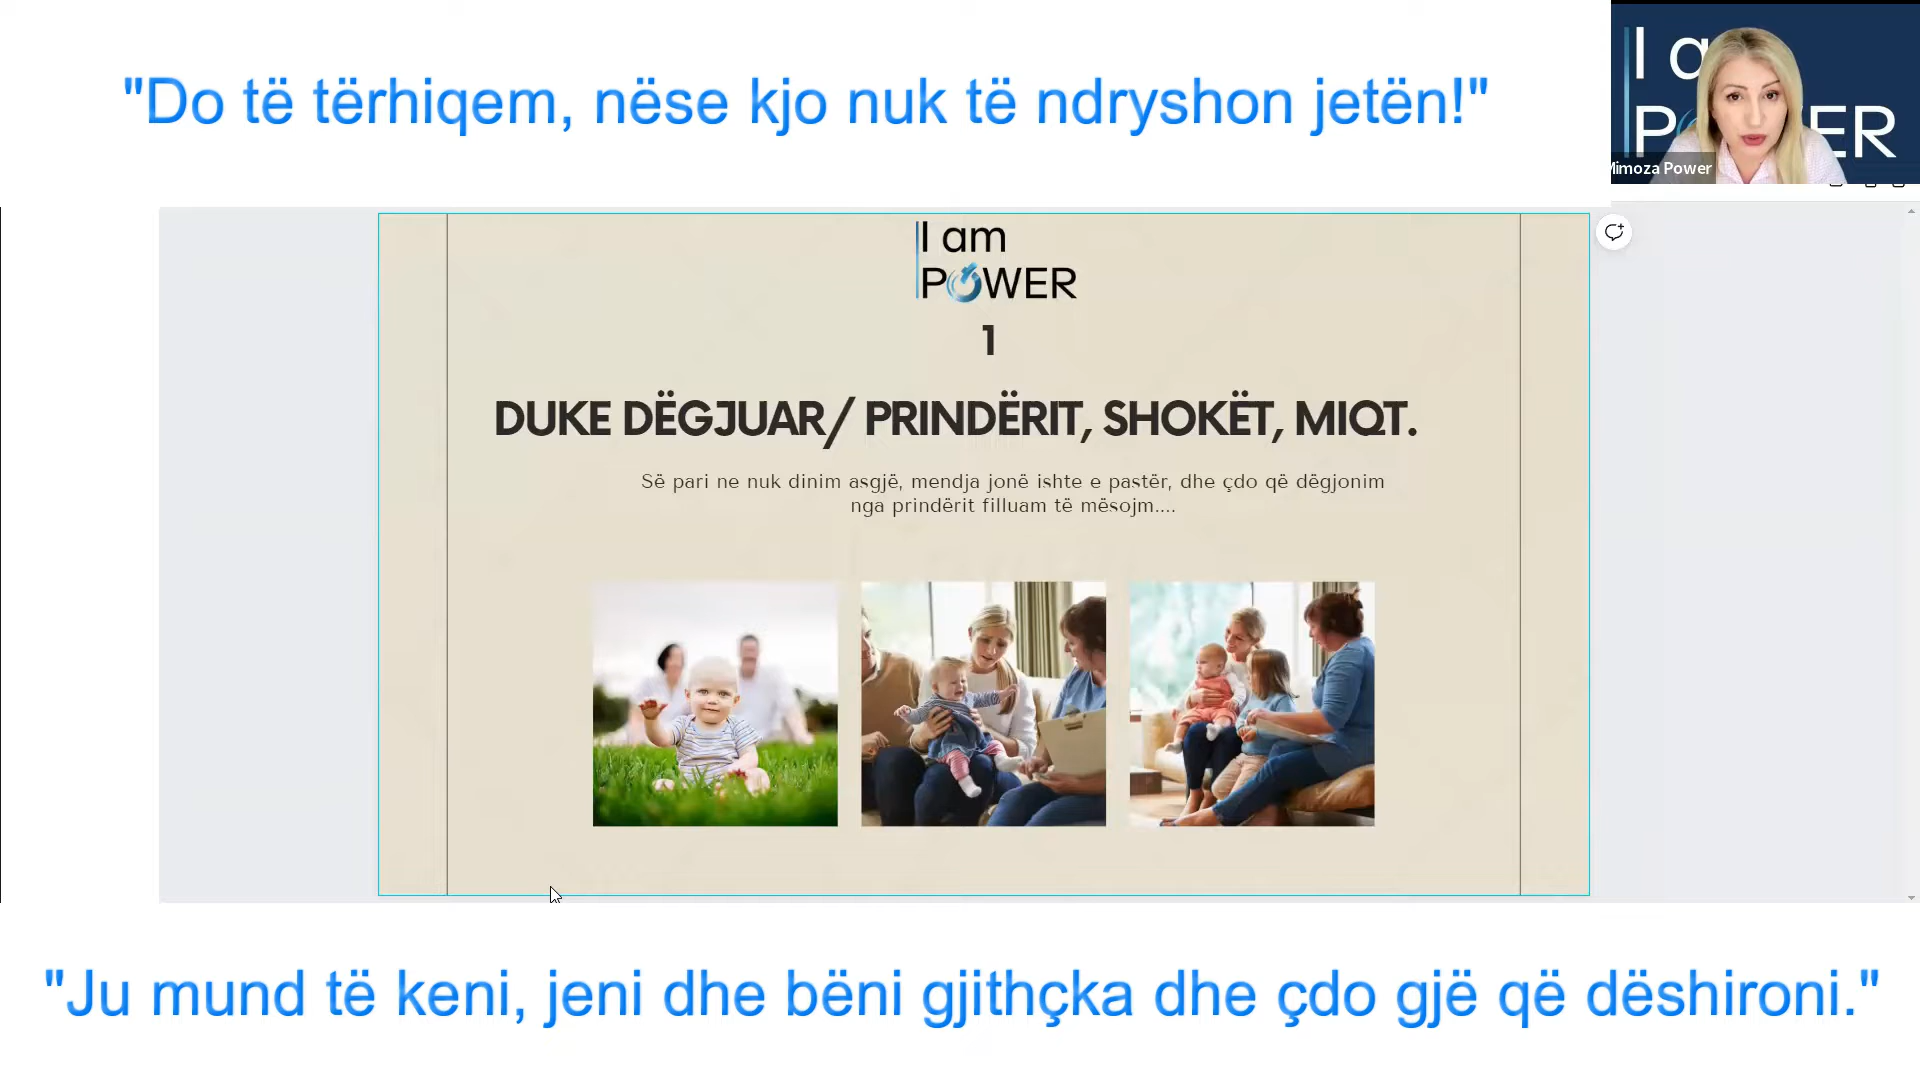 "Do të tërhiqem, nëse kjo nuk të ndryshon jetën!"
I a
P ER
Mimoza Power
I am
POWER
1
DUKE DËGJUAR/ PRINDËRIT, SHOKËT, MIQT.
Së pari ne nuk dinim asgjë, mendja jonë ishte e pastër, dhe çdo që dëgjonim
nga prindërit filluam të mësojm....
"Ju mund të keni, jeni dhe bëni gjithçka dhe çdo gjë që dëshironi."